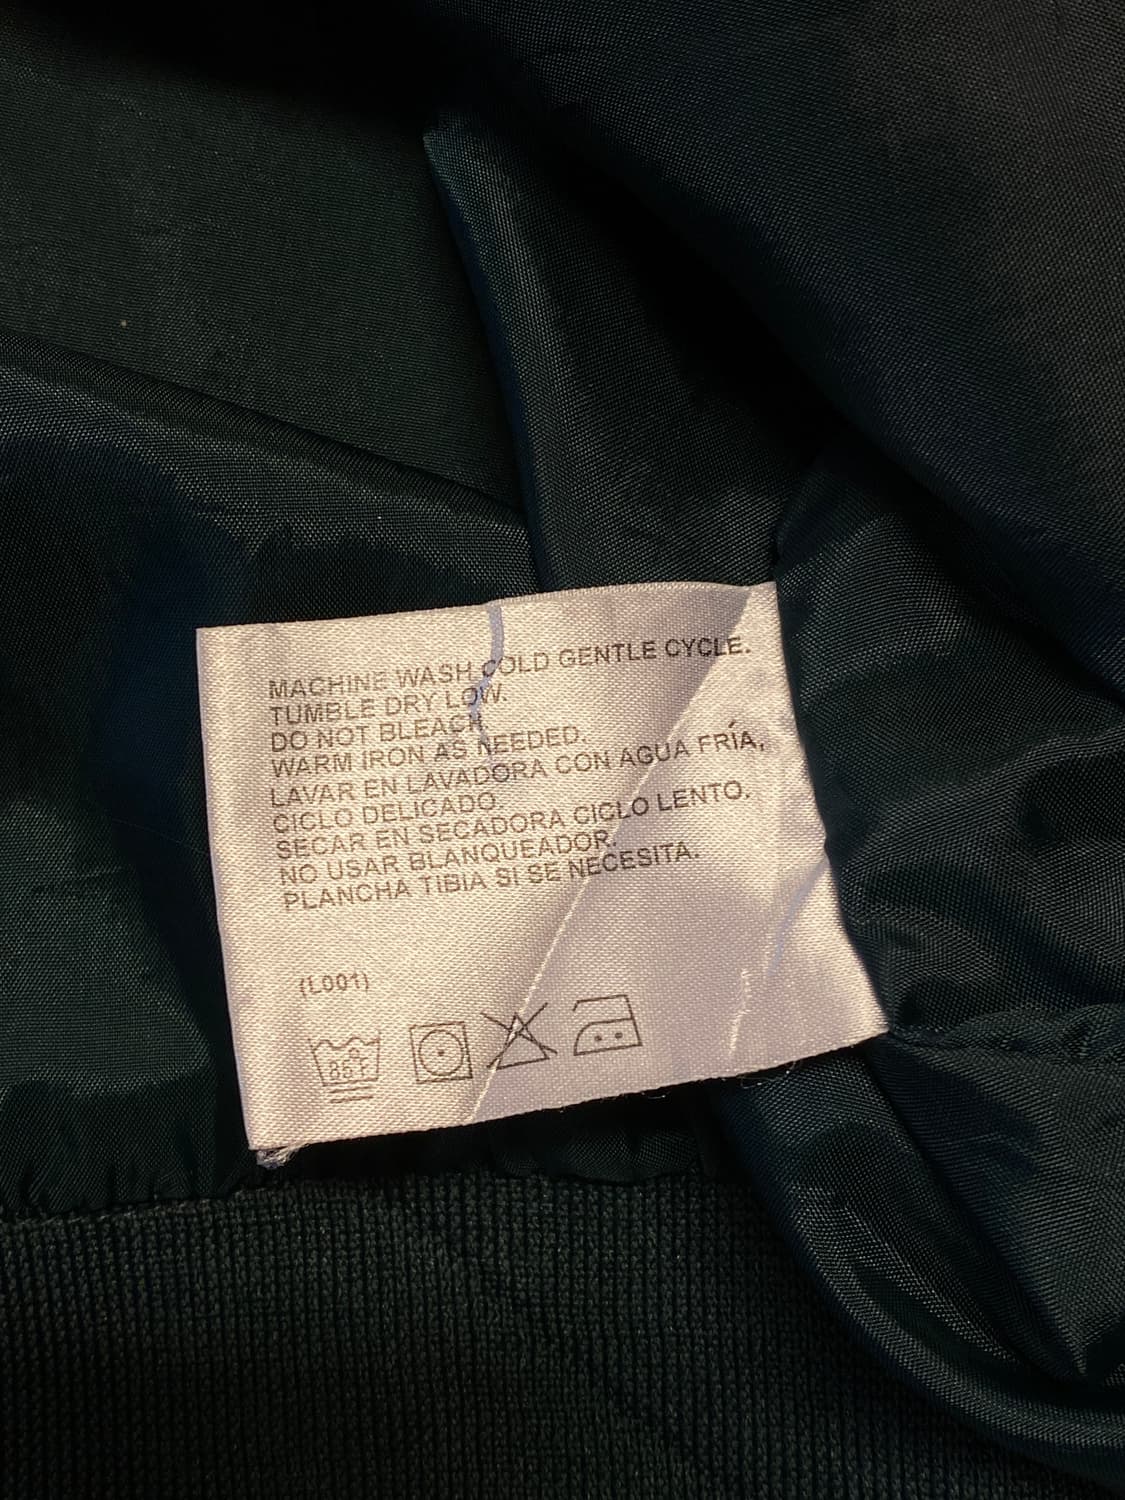 MACHINE WASH COLD GENTLE CYCLE.
TUMBLE DRY LOW.
DO NOT BLEACH.
WARM IRON AS NEEDED.
LAVAR EN LAVADORA CON AGUA FRÍA,
CICLO DELICADO.
SECAR EN SECADORA CICLO LENTO.
NO USAR BLANQUEADOR.
PLANCHA TIBIA SI SE NECESITA.
(L001)